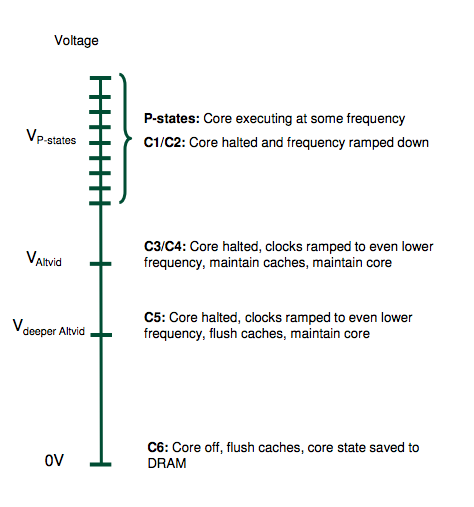 Voltage
P-states: Core executing at some frequency
VP-states
C1/C2: Core halted and frequency ramped down
C3/C4: Core halted, clocks ramped to even lower
VAltvid
frequency, maintain caches, maintain core
C5: Core halted, clocks ramped to even lower
Vdeeper Altvid
frequency, flush caches, maintain core
C6: Core off, flush caches, core state saved to
0V
DRAM